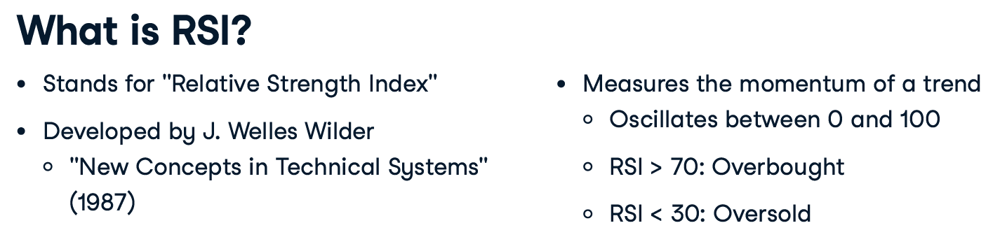 What is RSI?
• Stands for "Relative Strength Index"
• Developed by J. Welles Wilder
"New Concepts in Technical Systems"
(1987)
• Measures the momentum of a trend
Oscillates between 0 and 100
RSI > 70: Overbought
RSI < 30: Oversold